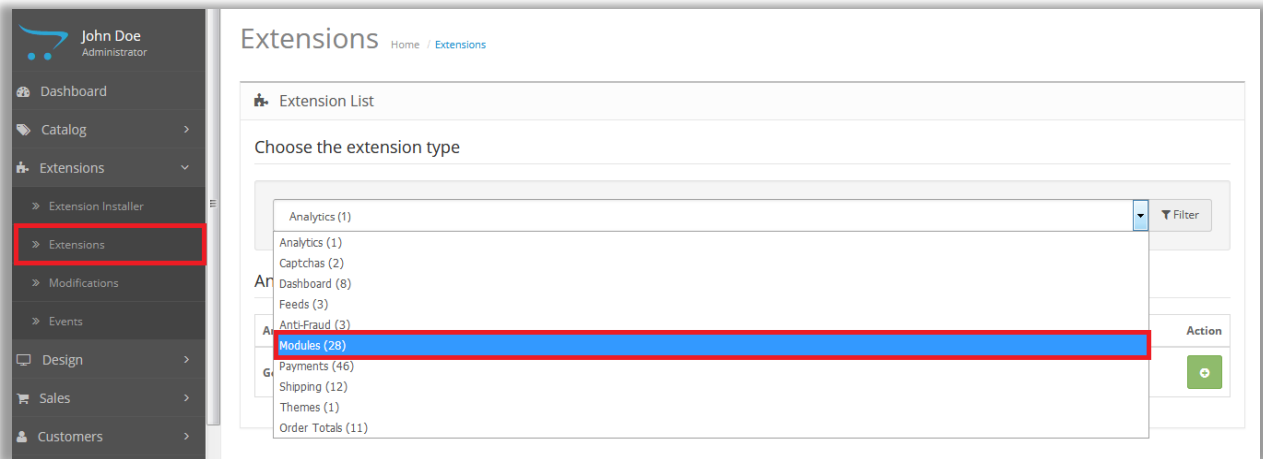 John Doe
Administrator
Dashboard
Catalog
Extensions
Extension Installer
Extensions
Modifications
Events
Design
Sales
Customers
Extensions Home / Extensions
Extension List
Choose the extension type
Analytics (1)
Filter
Analytics (1)
Captchas (2)
Dashboard (8)
Feeds (3)
Anti-Fraud (3)
Modules (28)
Payments (46)
Shipping (12)
Themes (1)
Order Totals (11)
Action